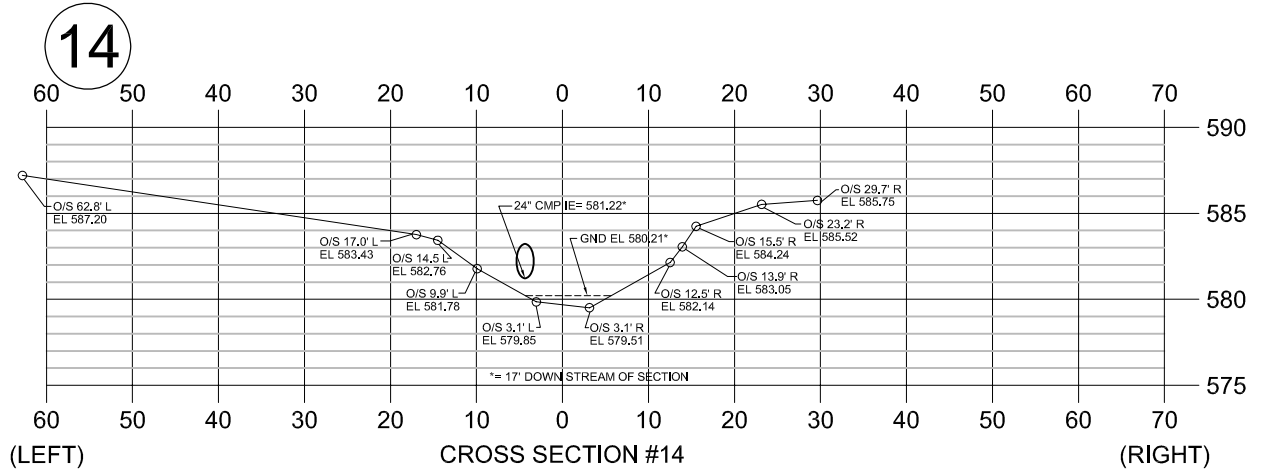 14
60 50 40 30 20 10 0 10 20 30 40 50 60 70
590
585
580
575
O/S 62.8' L
EL 587.20
O/S 17.0' L
EL 583.43
O/S 14.5 L
EL 582.76
O/S 9.9' L
EL 581.78
24" CMP IE= 581.22*
GND EL 580.21*
O/S 3.1' L
EL 579.85
O/S 3.1' R
EL 579.51
O/S 12.5' R
EL 582.14
O/S 13.9' R
EL 583.05
O/S 15.5' R
EL 584.24
O/S 23.2' R
EL 585.52
O/S 29.7' R
EL 585.75
*= 17' DOWN STREAM OF SECTION
60 50 40 30 20 10 0 10 20 30 40 50 60 70
(LEFT) CROSS SECTION #14 (RIGHT)